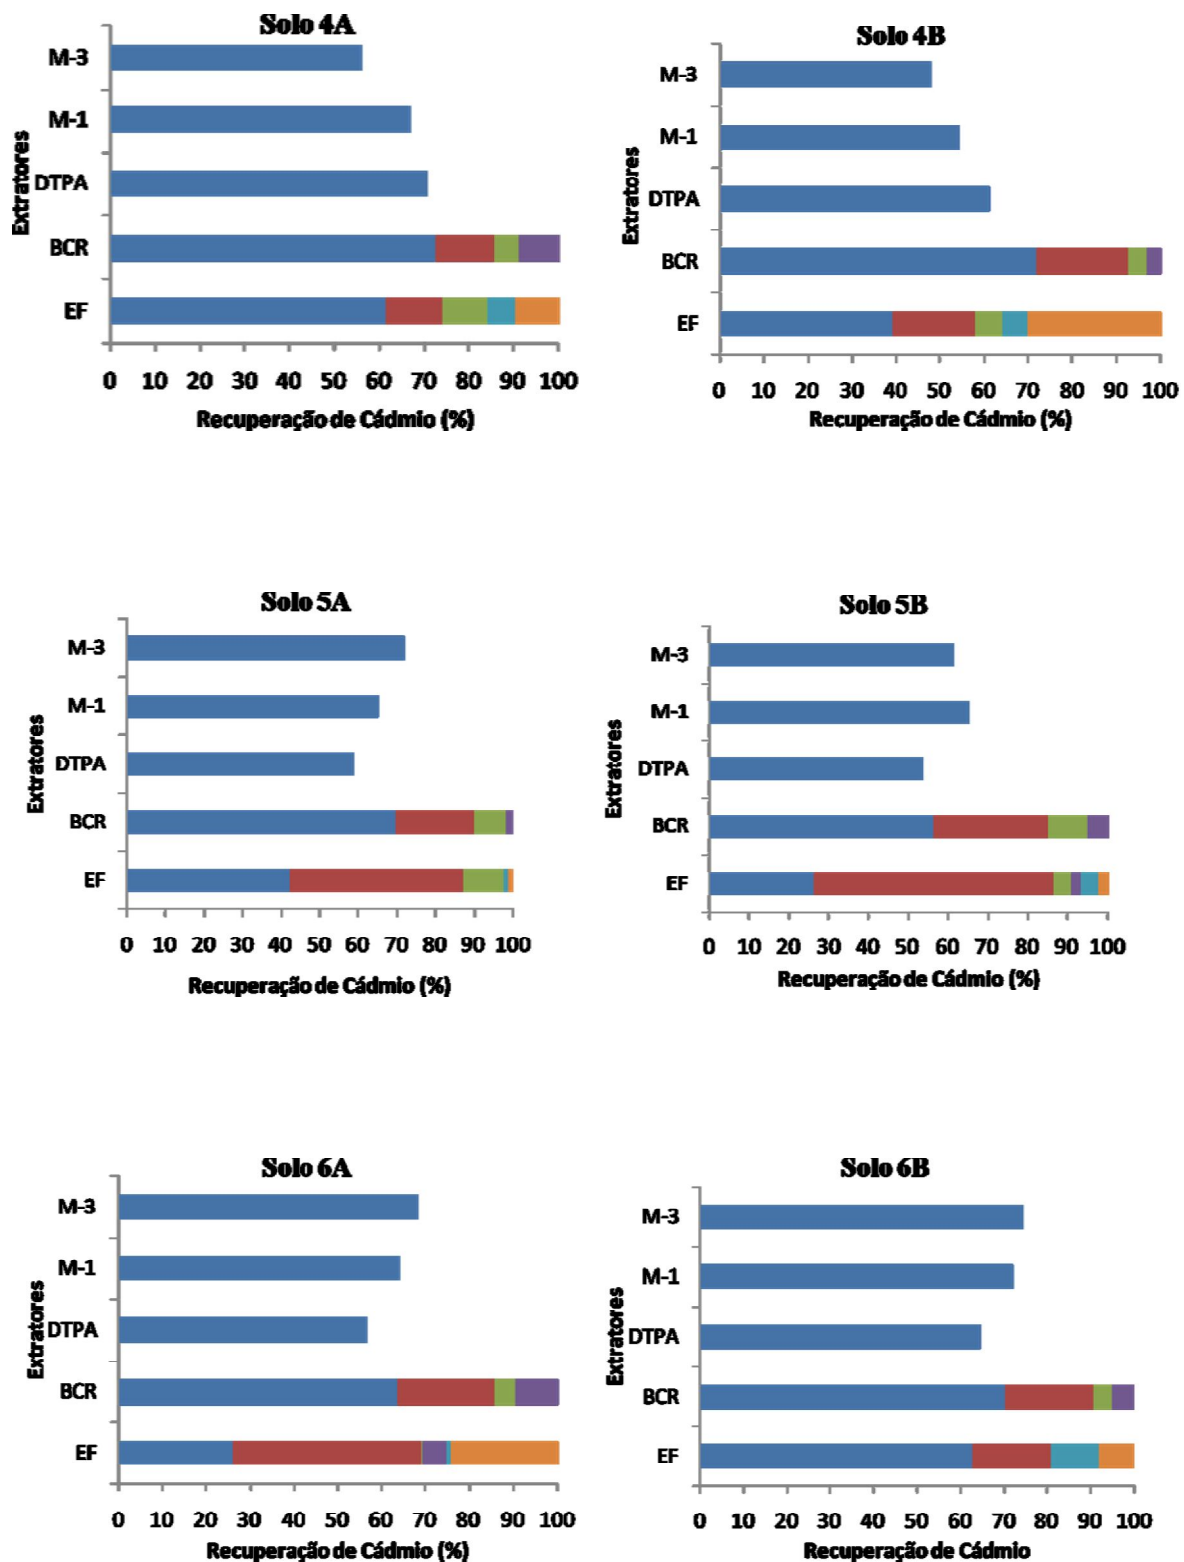 Solo 4A
Extratores
M-3
M-1
DTPA
BCR
EF
0 10 20 30 40 50 60 70 80 90 100
Recuperação de Cádmio (%)
Solo 4B
Extratores
M-3
M-1
DTPA
BCR
EF
0 10 20 30 40 50 60 70 80 90 100
Recuperação de Cádmio (%)
Solo 5A
Extratores
M-3
M-1
DTPA
BCR
EF
0 10 20 30 40 50 60 70 80 90 100
Recuperação de Cádmio (%)
Solo 5B
Extratores
M-3
M-1
DTPA
BCR
EF
0 10 20 30 40 50 60 70 80 90 100
Recuperação de Cádmio (%)
Solo 6A
Extratores
M-3
M-1
DTPA
BCR
EF
0 10 20 30 40 50 60 70 80 90 100
Recuperação de Cádmio (%)
Solo 6B
Extratores
M-3
M-1
DTPA
BCR
EF
0 10 20 30 40 50 60 70 80 90 100
Recuperação de Cádmio